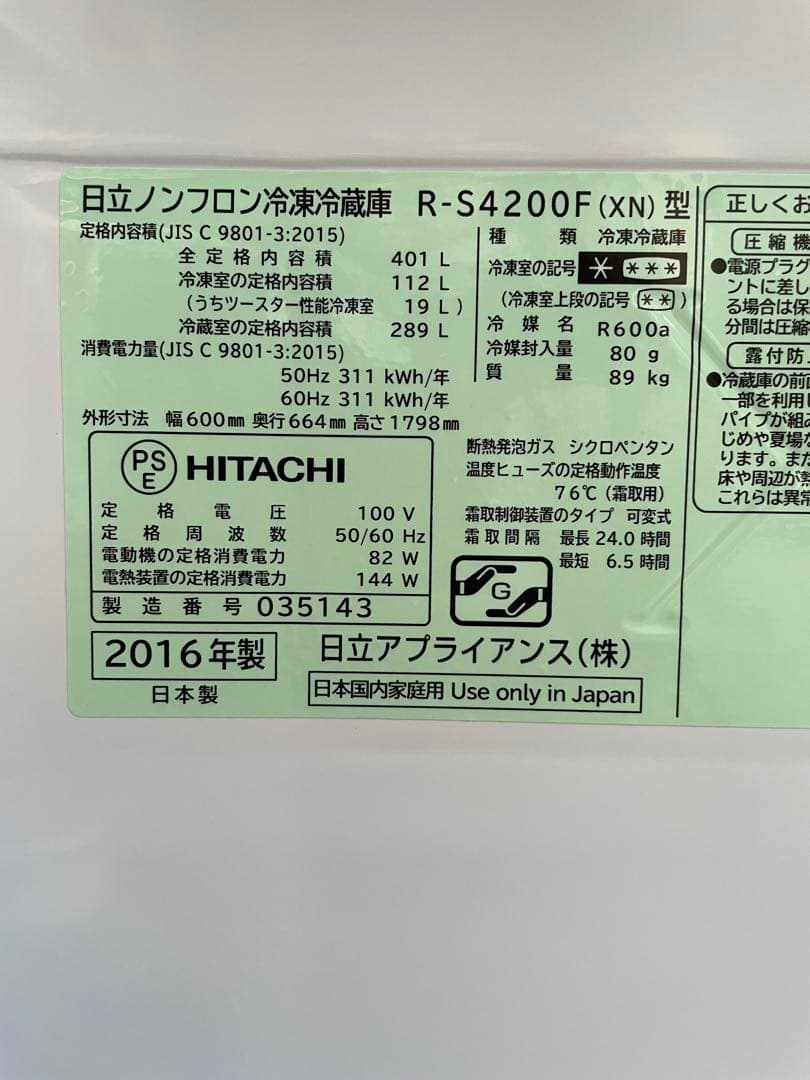 日立ノンフロン冷凍冷蔵庫 R-S4200F(XN)型
定格内容積(JIS C 9801-3:2015)
全定格内容積 401 L
冷凍室の定格内容積 112 L
(うちツースター性能冷凍室 19 L)
冷蔵室の定格内容積 289 L
消費電力量(JIS C 9801-3:2015)
50Hz 311 kWh/年
60Hz 311 kWh/年
外形寸法 幅600mm 奥行664mm 高さ1798mm
種類 冷凍冷蔵庫
冷凍室の記号 * ***
(冷凍室上段の記号 **)
冷媒名 R600a
冷媒封入量 80 g
質量 89 kg
PS
E
HITACHI
定格電圧 100 V
定格周波数 50/60 Hz
電動機の定格消費電力 82 W
電熱装置の定格消費電力 144 W
製造番号 035143
断熱発泡ガス シクロペンタン
温度ヒューズの定格動作温度
76℃(霜取用)
霜取制御装置のタイプ 可変式
霜取間隔 最長 24.0時間
最短 6.5時間
G
2016年製
日本製
日立アプライアンス(株)
日本国内家庭用 Use only in Japan
正しくお
圧縮機
●電源プラグ
ントに差し
る場合は保
分間は圧縮
露付防
●冷蔵庫の前
一部を利用し
パイプが組み
じめや夏場な
ります。また
床や周辺が熱
これらは異常